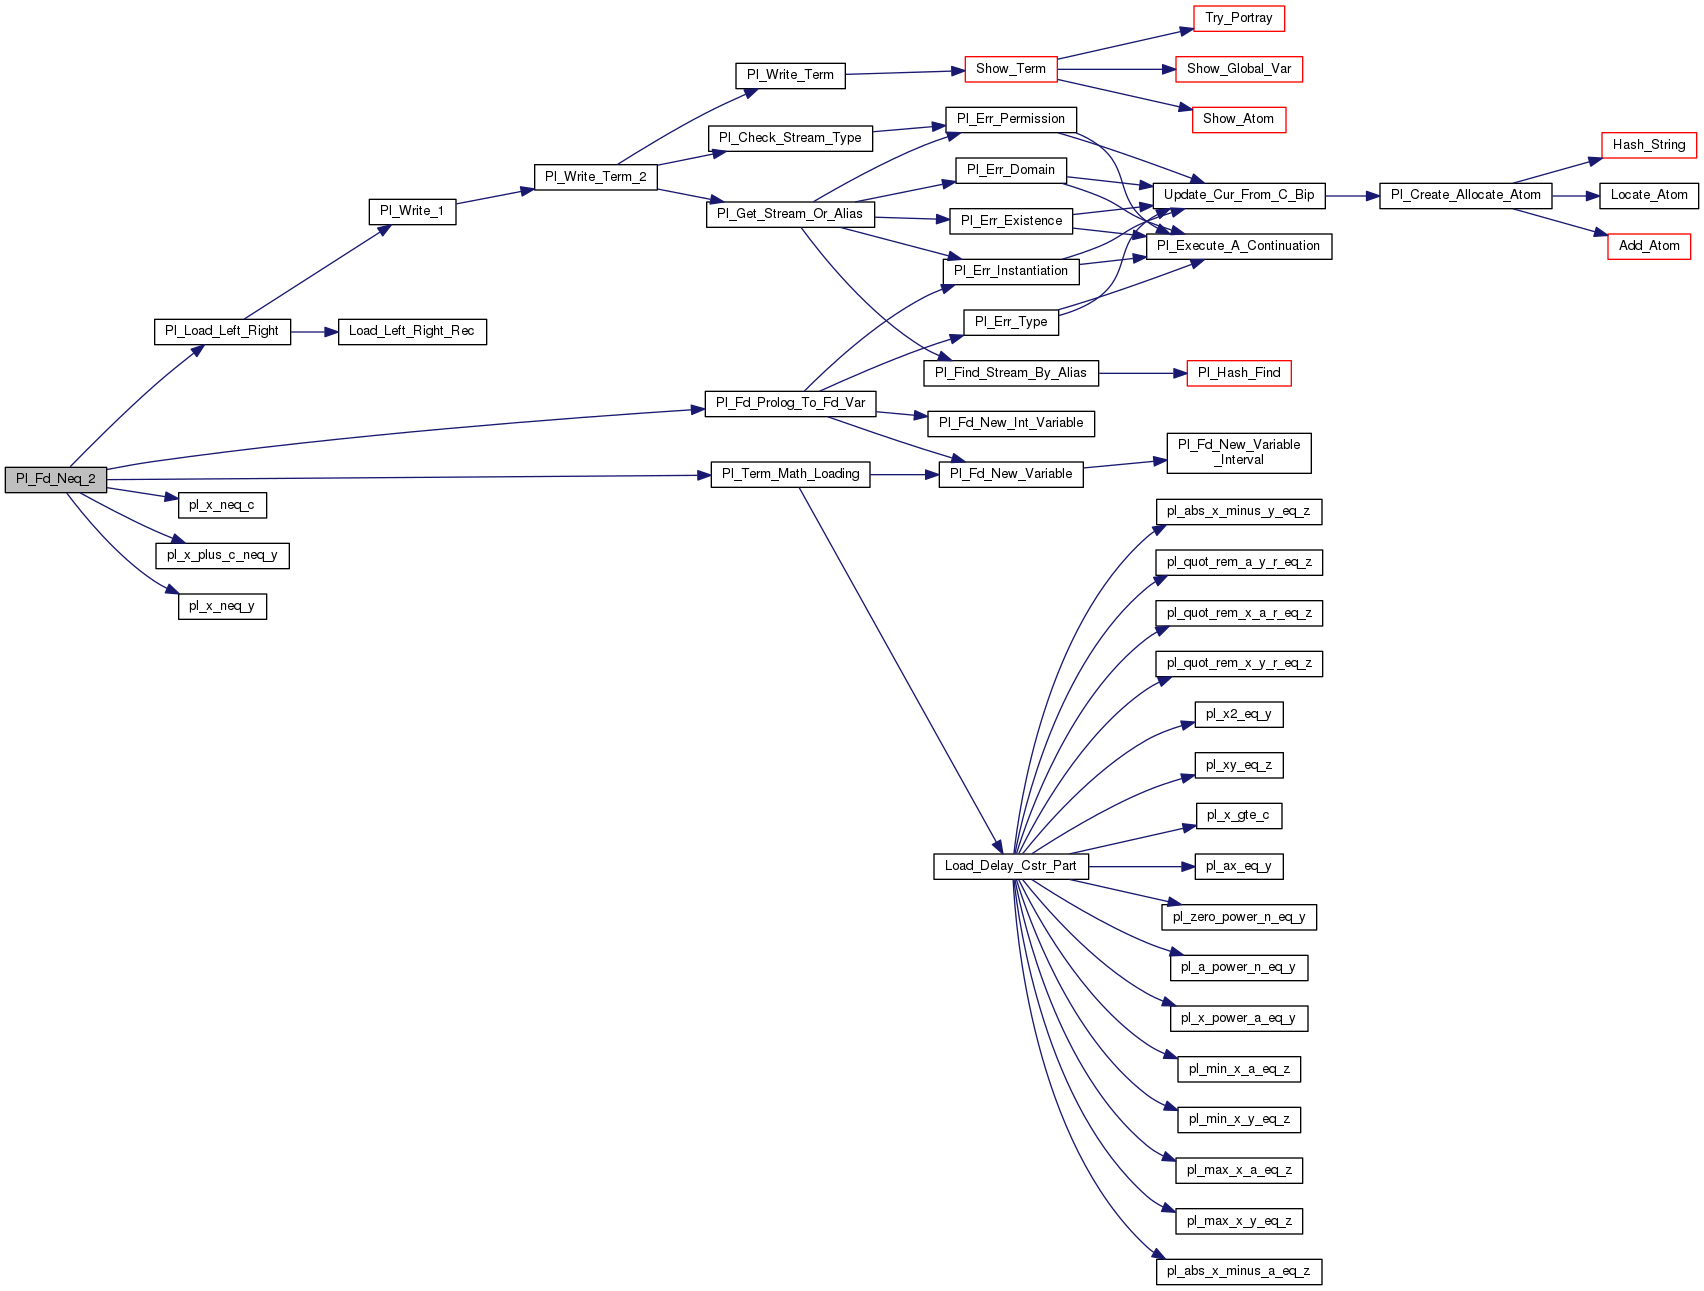 Try_Portray
Pl_Write_Term
Show_Term
Show_Global_Var
Show_Atom
Pl_Err_Permission
Pl_Check_Stream_Type
Hash_String
Pl_Err_Domain
Pl_Write_Term_2
Update_Cur_From_C_Bip
Pl_Create_Allocate_Atom
Locate_Atom
Pl_Write_1
Pl_Get_Stream_Or_Alias
Pl_Err_Existence
Pl_Execute_A_Continuation
Add_Atom
Pl_Err_Instantiation
Pl_Load_Left_Right
Load_Left_Right_Rec
Pl_Err_Type
Pl_Find_Stream_By_Alias
Pl_Hash_Find
Pl_Fd_Prolog_To_Fd_Var
Pl_Fd_New_Int_Variable
Pl_Fd_New_Variable
_Interval
Pl_Fd_Neq_2
Pl_Term_Math_Loading
Pl_Fd_New_Variable
pl_x_neq_c
pl_abs_x_minus_y_eq_z
pl_x_plus_c_neq_y
pl_quot_rem_a_y_r_eq_z
pl_x_neq_y
pl_quot_rem_x_a_r_eq_z
pl_quot_rem_x_y_r_eq_z
pl_x2_eq_y
pl_xy_eq_z
pl_x_gte_c
Load_Delay_Cstr_Part
pl_ax_eq_y
pl_zero_power_n_eq_y
pl_a_power_n_eq_y
pl_x_power_a_eq_y
pl_min_x_a_eq_z
pl_min_x_y_eq_z
pl_max_x_a_eq_z
pl_max_x_y_eq_z
pl_abs_x_minus_a_eq_z